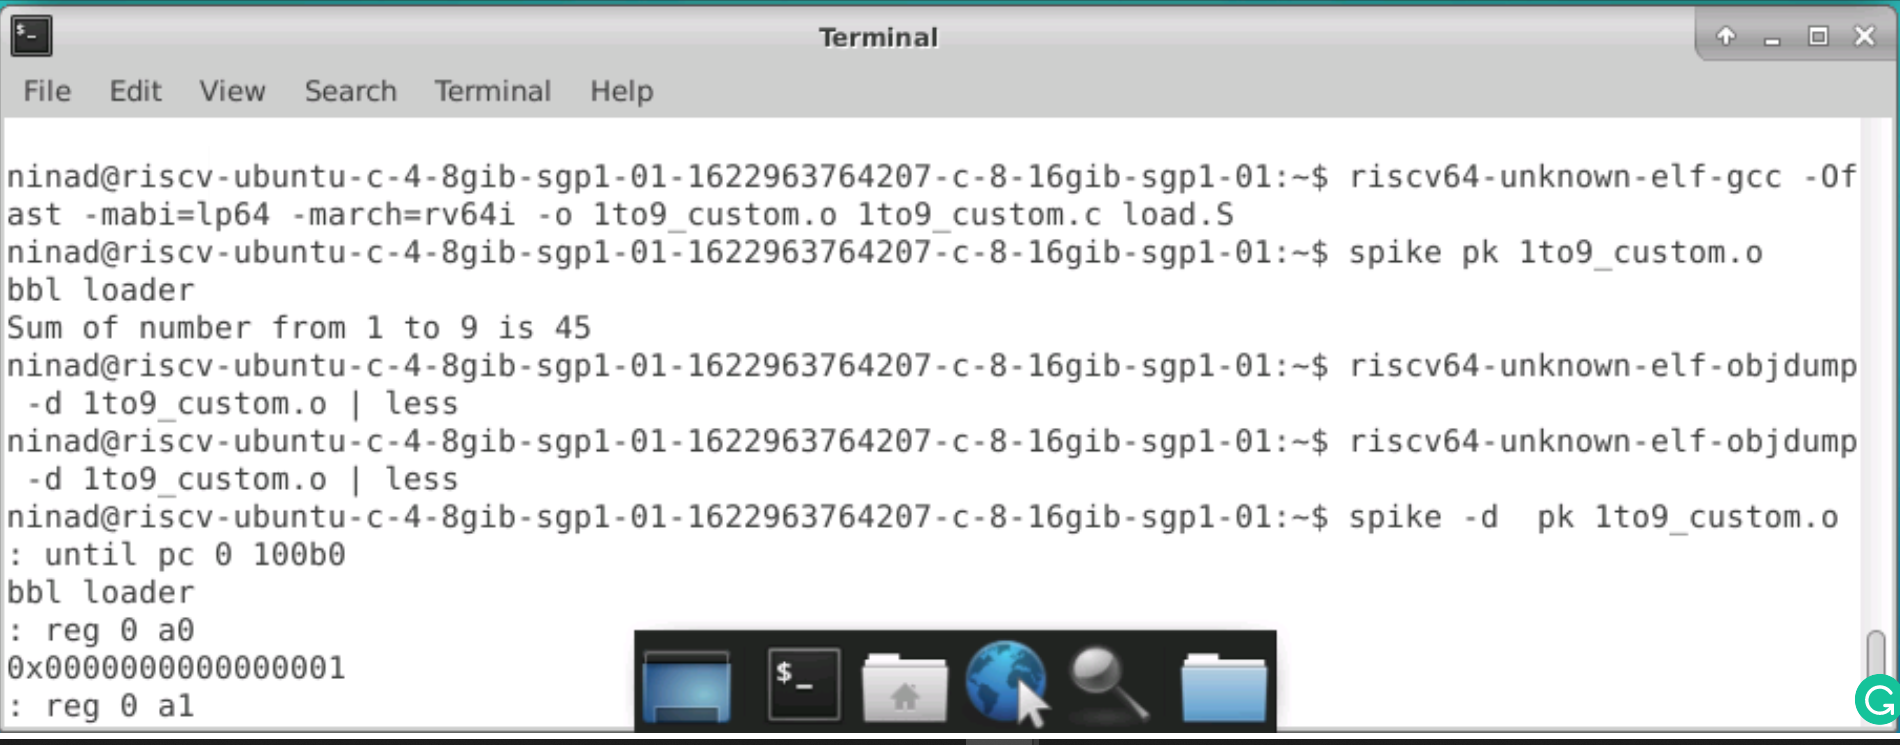 Terminal
File Edit View Search Terminal Help
ninad@riscv-ubuntu-c-4-8gib-sgp1-01-1622963764207-c-8-16gib-sgp1-01:~$ riscv64-unknown-elf-gcc -Of
ast -mabi=lp64 -march=rv64i -o 1to9_custom.o 1to9_custom.c load.S
ninad@riscv-ubuntu-c-4-8gib-sgp1-01-1622963764207-c-8-16gib-sgp1-01:~$ spike pk 1to9_custom.o
bbl loader
Sum of number from 1 to 9 is 45
ninad@riscv-ubuntu-c-4-8gib-sgp1-01-1622963764207-c-8-16gib-sgp1-01:~$ riscv64-unknown-elf-objdump
 -d 1to9_custom.o | less
ninad@riscv-ubuntu-c-4-8gib-sgp1-01-1622963764207-c-8-16gib-sgp1-01:~$ riscv64-unknown-elf-objdump
 -d 1to9_custom.o | less
ninad@riscv-ubuntu-c-4-8gib-sgp1-01-1622963764207-c-8-16gib-sgp1-01:~$ spike -d  pk 1to9_custom.o
: until pc 0 100b0
bbl loader
: reg 0 a0
0x0000000000000001
: reg 0 a1